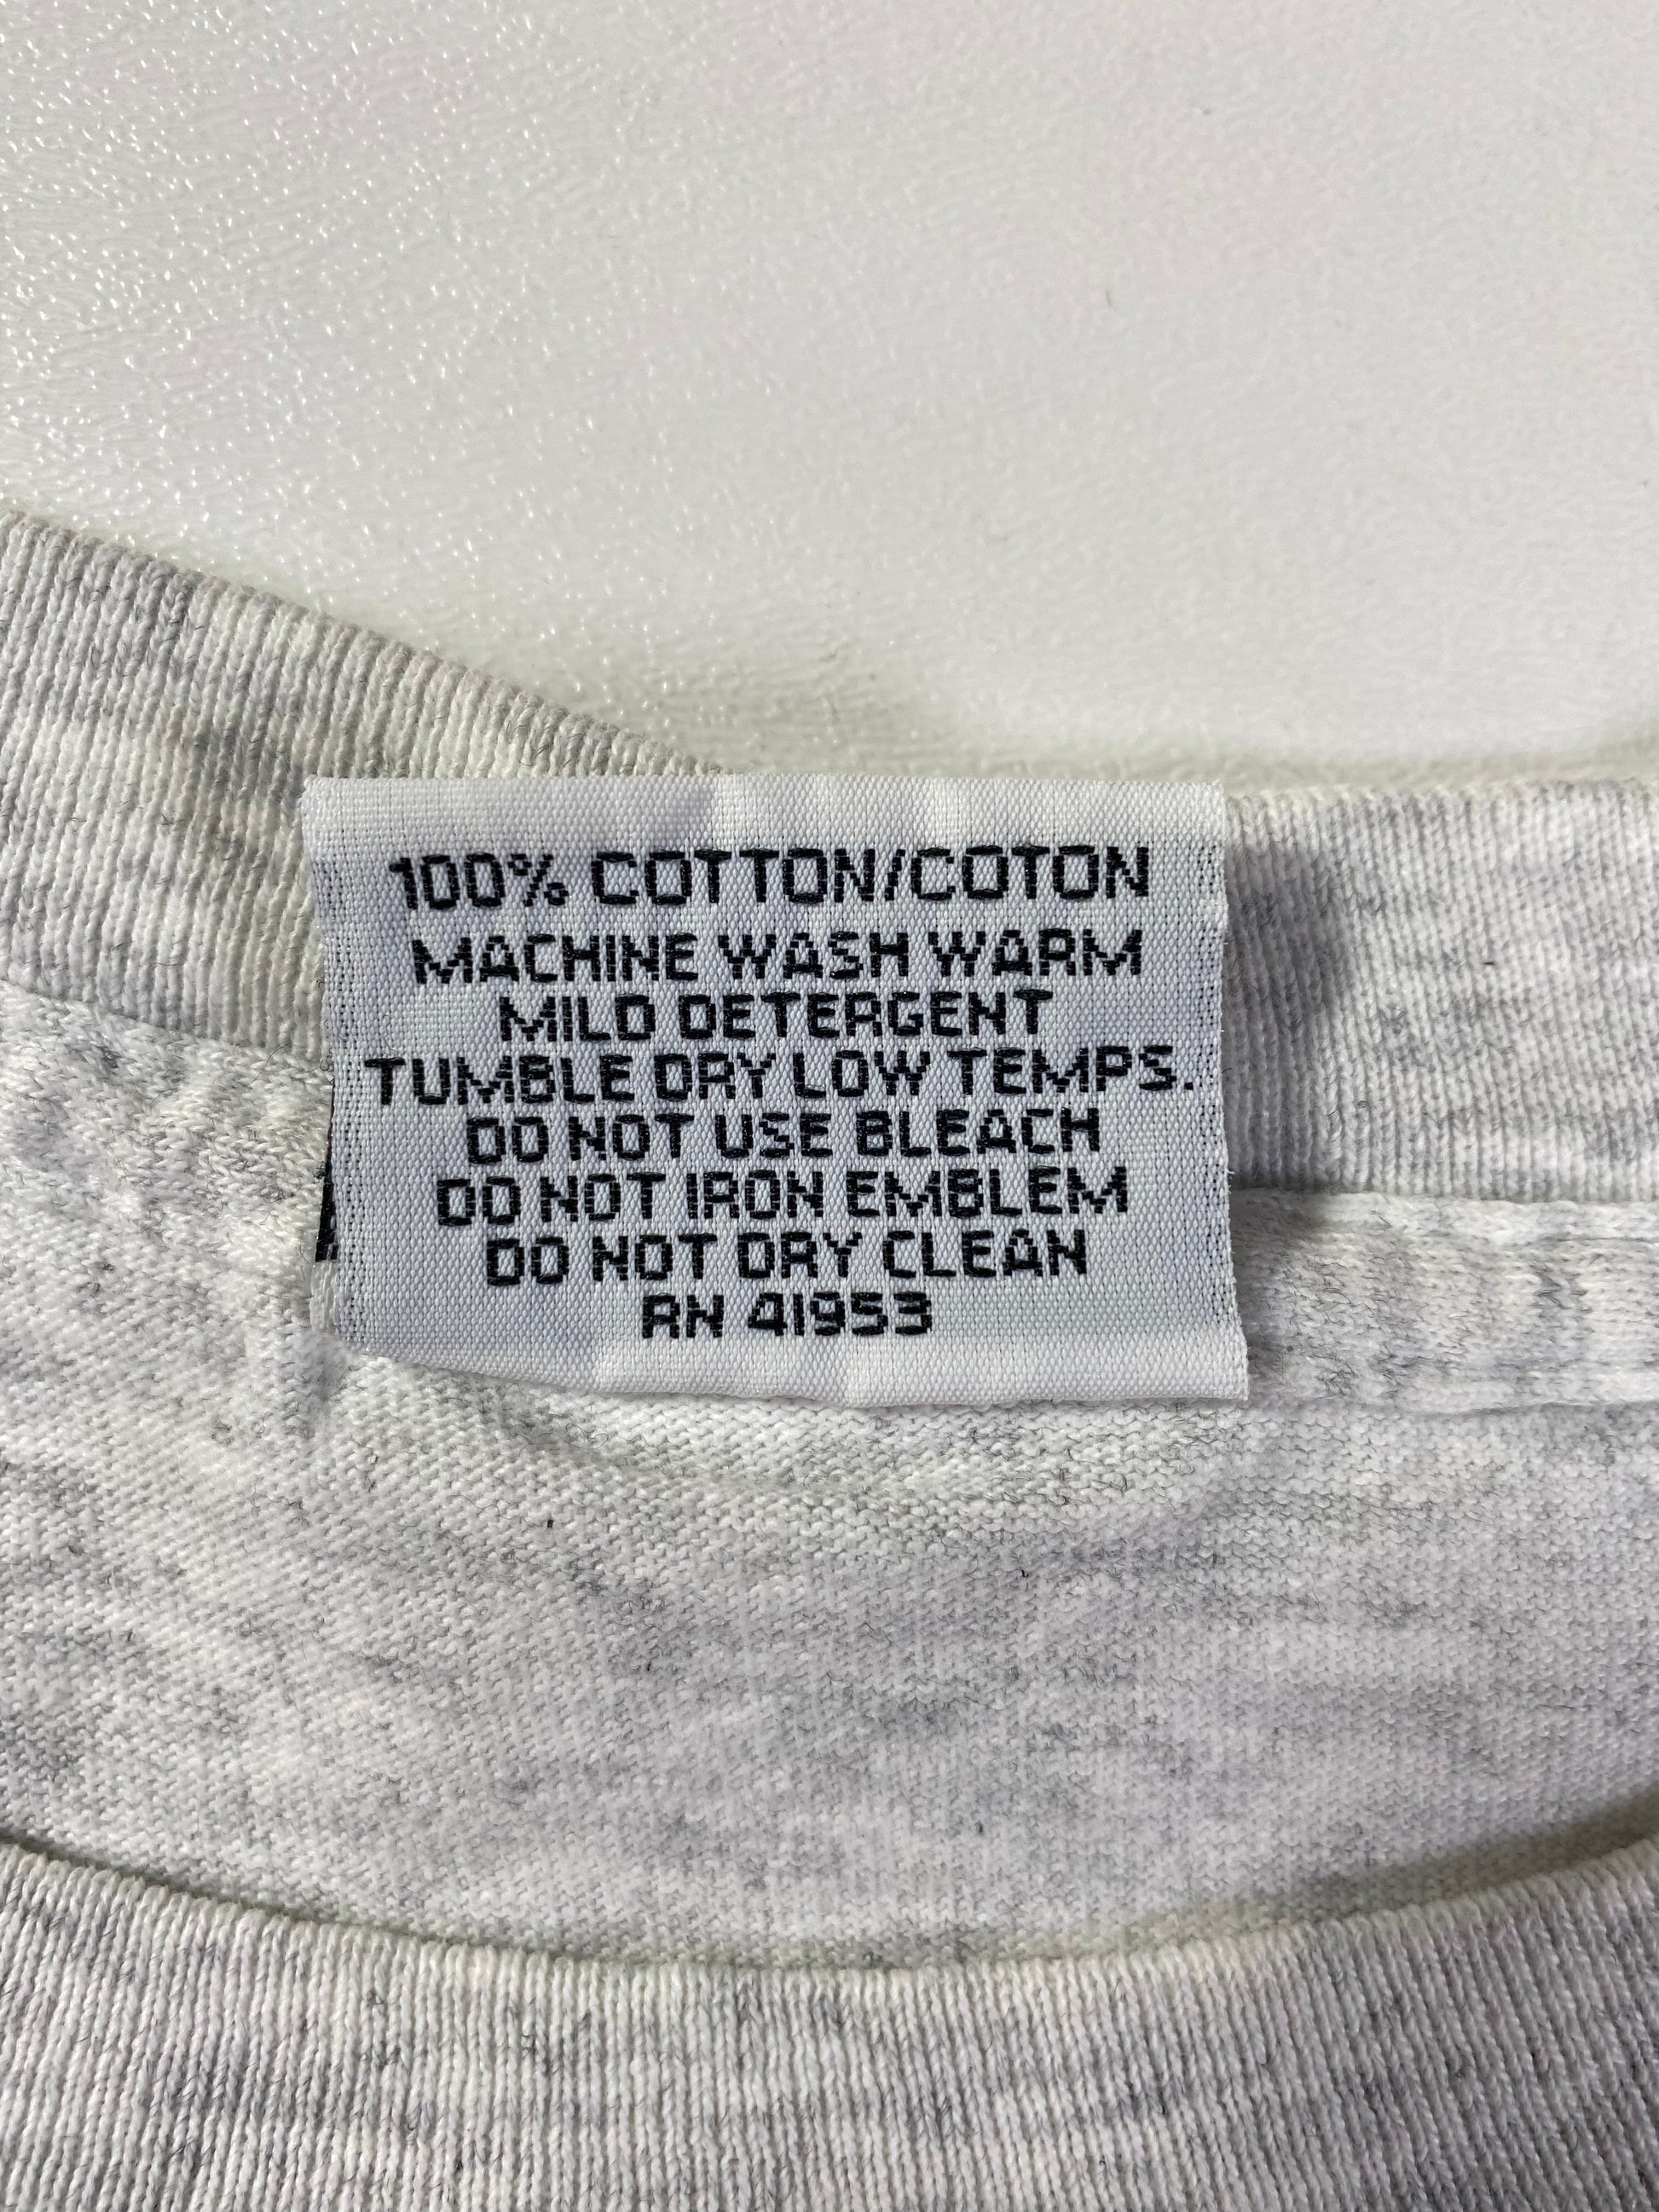 100% COTTON/COTON
MACHINE WASH WARM
MILD DETERGENT
TUMBLE DRY LOW TEMPS.
DO NOT USE BLEACH
DO NOT IRON EMBLEM
DO NOT DRY CLEAN
RN 41953